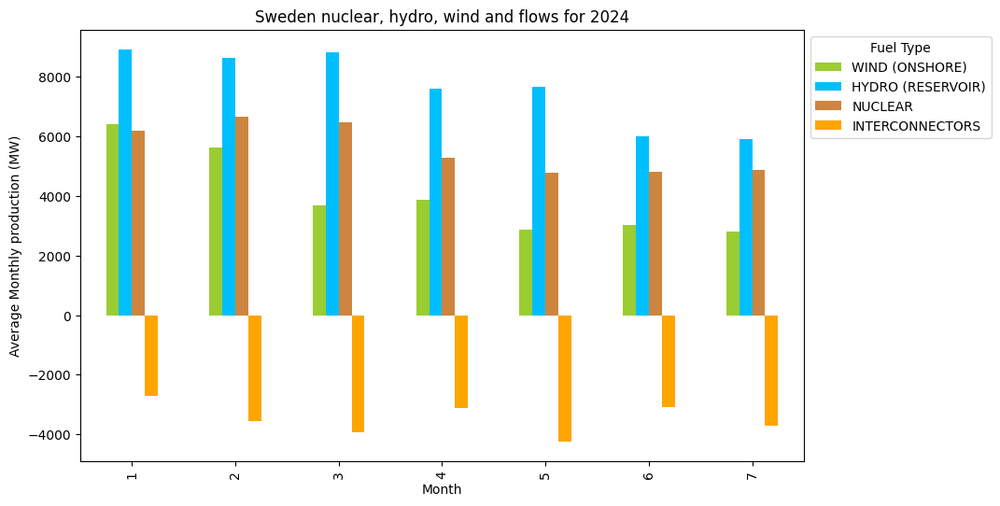 Sweden nuclear, hydro, wind and flows for 2024
Average Monthly production (MW)
8000
6000
4000
2000
0
−2000
−4000
1 2 3 4 5 6 7
Month
Fuel Type
WIND (ONSHORE)
HYDRO (RESERVOIR)
NUCLEAR
INTERCONNECTORS